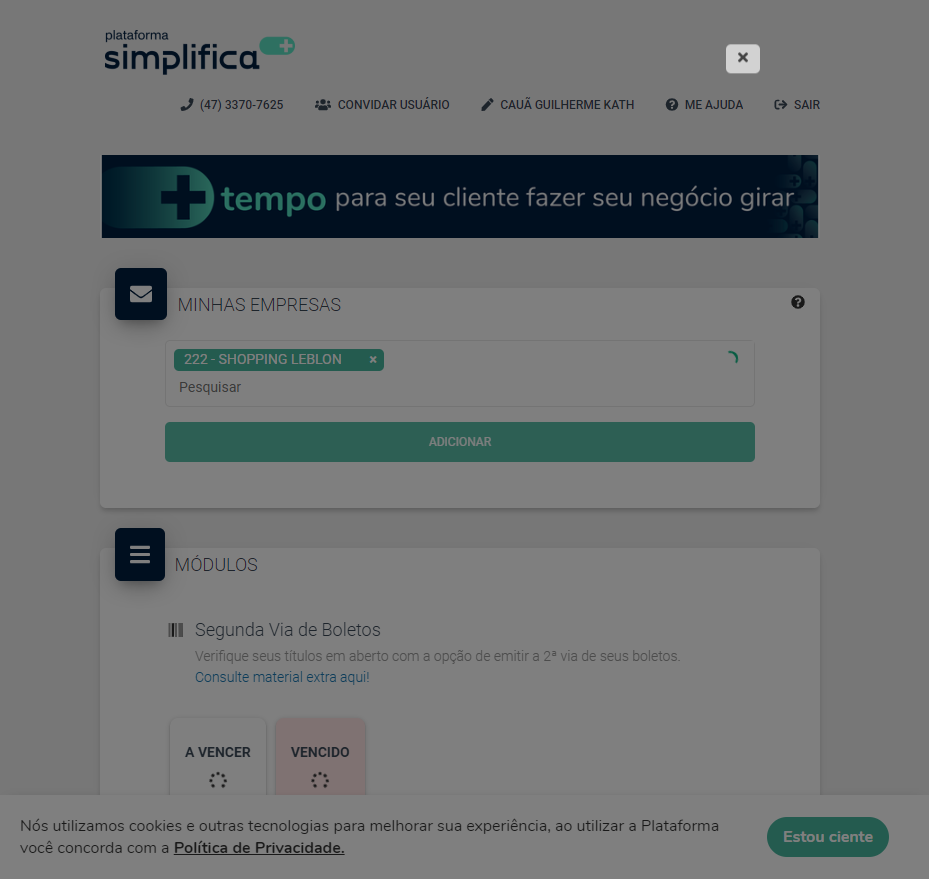 plataforma
simplifica
×
(47) 3370-7625
CONVIDAR USUÁRIO
CAUÃ GUILHERME KATH
ME AJUDA
SAIR
tempo para seu cliente fazer seu negócio girar
MINHAS EMPRESAS
222 - SHOPPING LEBLON ×
Pesquisar
ADICIONAR
MÓDULOS
Segunda Via de Boletos
Verifique seus títulos em aberto com a opção de emitir a 2ª via de seus boletos.
Consulte material extra aqui!
A VENCER
VENCIDO
Nós utilizamos cookies e outras tecnologias para melhorar sua experiência, ao utilizar a Plataforma
você concorda com a Política de Privacidade.
Estou ciente